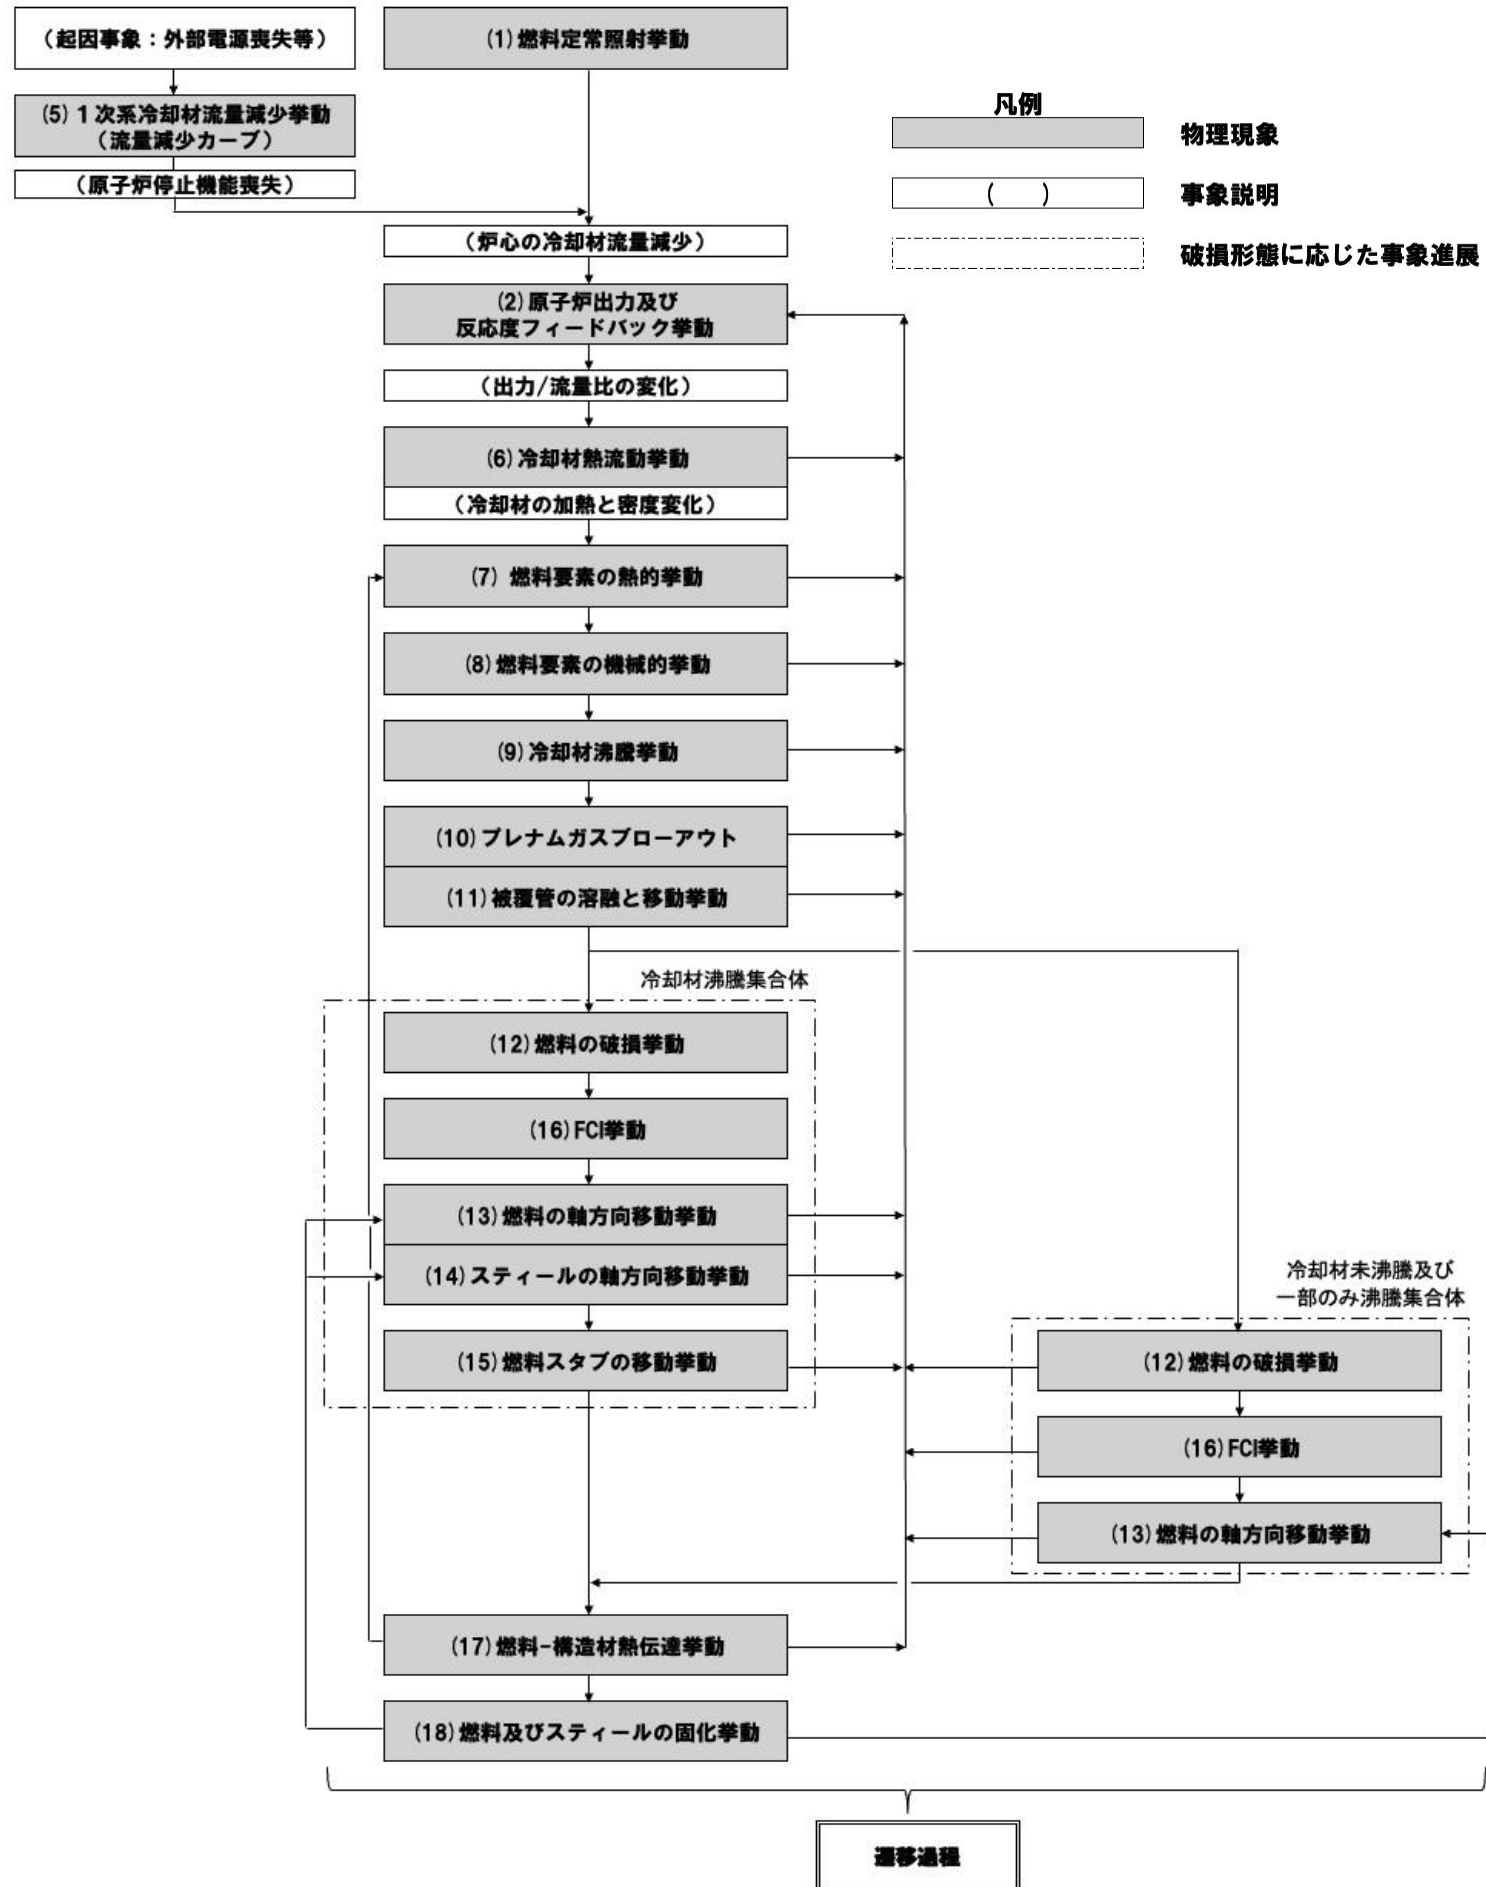 (起因事象：外部電源喪失等)
(1)燃料定常照射挙動
(5)１次系冷却材流量減少挙動
(流量減少カーブ)
(原子炉停止機能喪失)
凡例
物理現象
(　　)
事象説明
破損形態に応じた事象進展
(炉心の冷却材流量減少)
(2)原子炉出力及び
反応度フィードバック挙動
(出力/流量比の変化)
(6)冷却材熱流動挙動
(冷却材の加熱と密度変化)
(7) 燃料要素の熱的挙動
(8)燃料要素の機械的挙動
(9)冷却材沸騰挙動
(10)プレナムガスブローアウト
(11)被覆管の溶融と移動挙動
冷却材沸騰集合体
(12)燃料の破損挙動
(16)FCI挙動
(13)燃料の軸方向移動挙動
(14)スティールの軸方向移動挙動
(15)燃料スタブの移動挙動
冷却材未沸騰及び
一部のみ沸騰集合体
(12)燃料の破損挙動
(16)FCI挙動
(13)燃料の軸方向移動挙動
(17)燃料-構造材熱伝達挙動
(18)燃料及びスティールの固化挙動
遷移過程